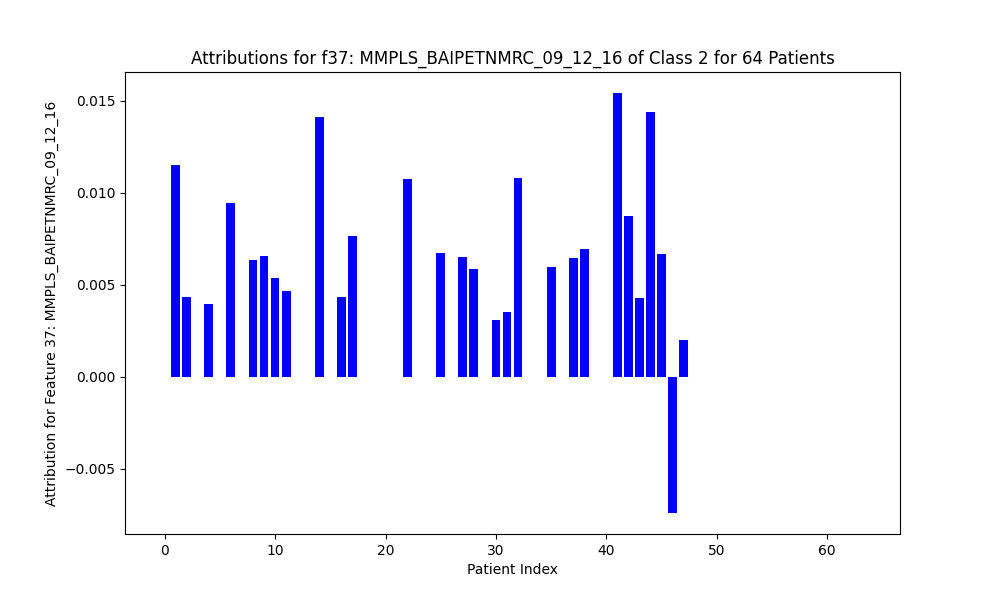 Attributions for f37: MMPLS_BAIPETNMRC_09_12_16 of Class 2 for 64 Patients
Attribution for Feature 37: MMPLS_BAIPETNMRC_09_12_16
0.015
0.010
0.005
0.000
−0.005
0 10 20 30 40 50 60
Patient Index